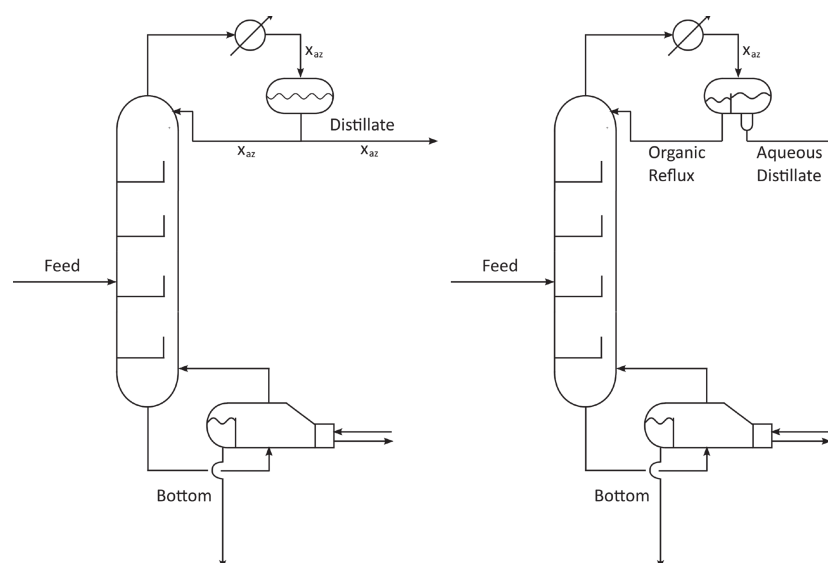 x_az
Distillate
x_az
x_az
Feed
Bottom
x_az
Organic
Reflux
Aqueous
Distillate
Feed
Bottom